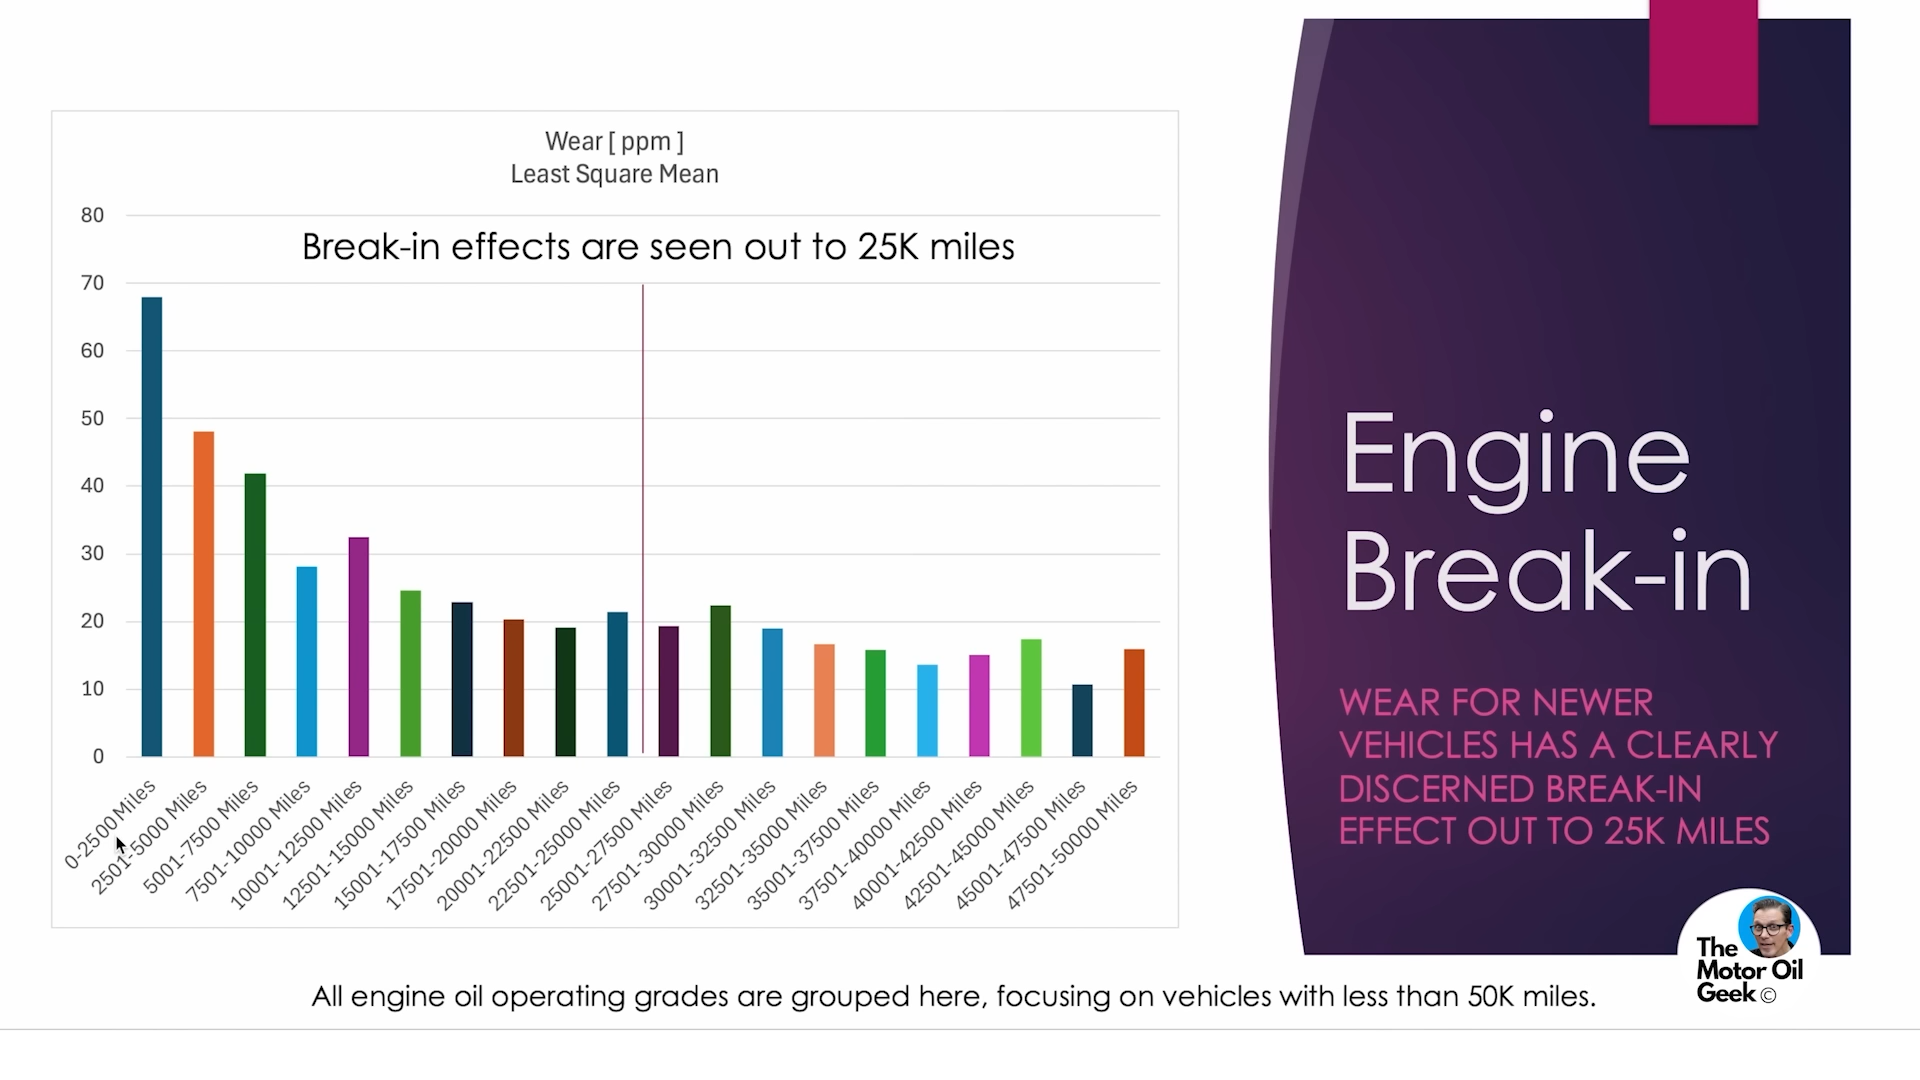 Wear [ ppm ]
Least Square Mean
Break-in effects are seen out to 25K miles
80
70
60
50
40
30
20
10
0
0-2500 Miles
2501-5000 Miles
5001-7500 Miles
7501-10000 Miles
10001-12500 Miles
12501-15000 Miles
15001-17500 Miles
17501-20000 Miles
20001-22500 Miles
22501-25000 Miles
25001-27500 Miles
27501-30000 Miles
30001-32500 Miles
32501-35000 Miles
35001-37500 Miles
37501-40000 Miles
40001-42500 Miles
42501-45000 Miles
45001-47500 Miles
47501-50000 Miles
Engine
Break-in
WEAR FOR NEWER
VEHICLES HAS A CLEARLY
DISCERNED BREAK-IN
EFFECT OUT TO 25K MILES
All engine oil operating grades are grouped here, focusing on vehicles with less than 50K miles.
The
Motor Oil
Geek ©